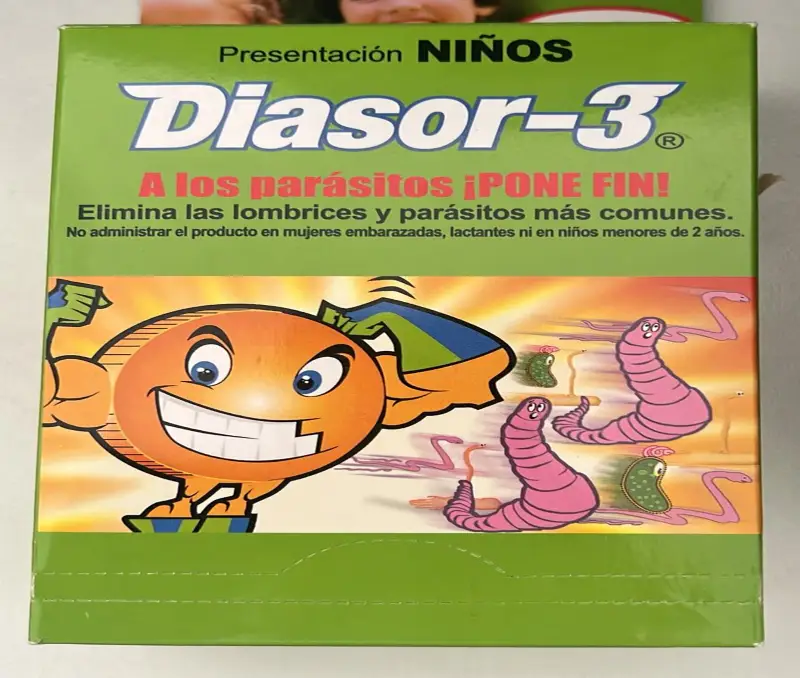 Presentación NIÑOS
Diasor-3®
A los parásitos ¡PONE FIN!
Elimina las lombrices y parásitos más comunes.
No administrar el producto en mujeres embarazadas, lactantes ni en niños menores de 2 años.